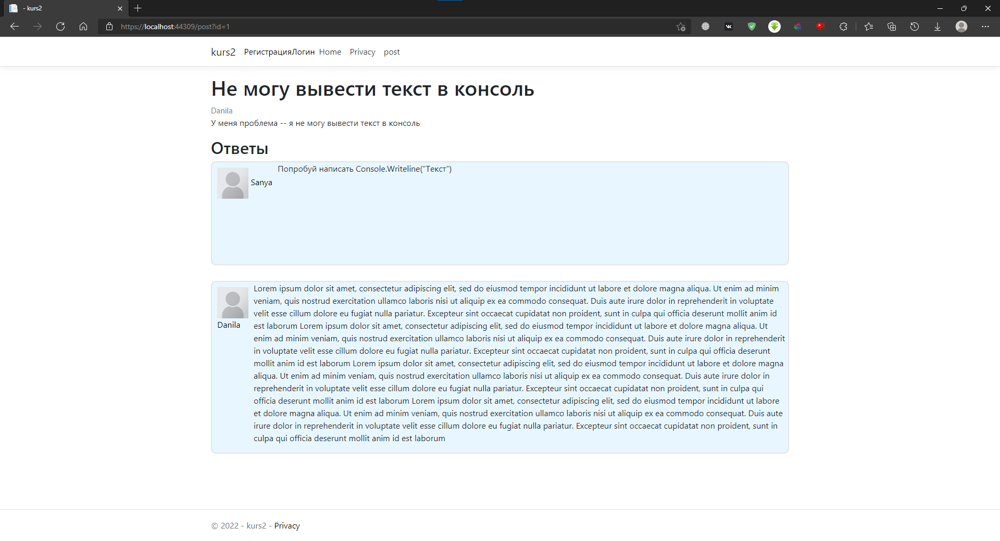 - kurs2
https://localhost:44309/post?id=1
kurs2 РегистрацияЛогин Home Privacy post
Не могу вывести текст в консоль
Danila
У меня проблема -- я не могу вывести текст в консоль
Ответы
Попробуй написать Console.Writeline("Текст")
Sanya
Lorem ipsum dolor sit amet, consectetur adipiscing elit, sed do eiusmod tempor incididunt ut labore et dolore magna aliqua. Ut enim ad minim
veniam, quis nostrud exercitation ullamco laboris nisi ut aliquip ex ea commodo consequat. Duis aute irure dolor in reprehenderit in voluptate
velit esse cillum dolore eu fugiat nulla pariatur. Excepteur sint occaecat cupidatat non proident, sunt in culpa qui officia deserunt mollit anim id
est laborum Lorem ipsum dolor sit amet, consectetur adipiscing elit, sed do eiusmod tempor incididunt ut labore et dolore magna aliqua. Ut
enim ad minim veniam, quis nostrud exercitation ullamco laboris nisi ut aliquip ex ea commodo consequat. Duis aute irure dolor in reprehenderit
in voluptate velit esse cillum dolore eu fugiat nulla pariatur. Excepteur sint occaecat cupidatat non proident, sunt in culpa qui officia deserunt
mollit anim id est laborum Lorem ipsum dolor sit amet, consectetur adipiscing elit, sed do eiusmod tempor incididunt ut labore et dolore magna
aliqua. Ut enim ad minim veniam, quis nostrud exercitation ullamco laboris nisi ut aliquip ex ea commodo consequat. Duis aute irure dolor in
reprehenderit in voluptate velit esse cillum dolore eu fugiat nulla pariatur. Excepteur sint occaecat cupidatat non proident, sunt in culpa qui
officia deserunt mollit anim id est laborum Lorem ipsum dolor sit amet, consectetur adipiscing elit, sed do eiusmod tempor incididunt ut labore
et dolore magna aliqua. Ut enim ad minim veniam, quis nostrud exercitation ullamco laboris nisi ut aliquip ex ea commodo consequat. Duis aute
irure dolor in reprehenderit in voluptate velit esse cillum dolore eu fugiat nulla pariatur. Excepteur sint occaecat cupidatat non proident, sunt in
culpa qui officia deserunt mollit anim id est laborum
Danila
© 2022 - kurs2 - Privacy